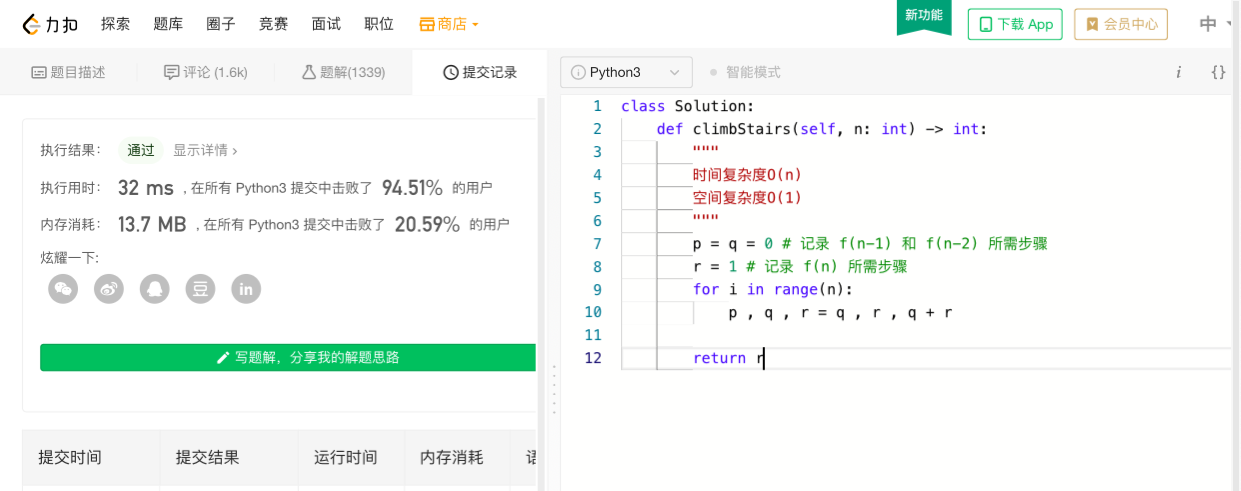 力扣 探索 题库 圈子 竞赛 面试 职位 商店 新功能 下载 App 会员中心 中
题目描述 评论 (1.6k) 题解(1339) 提交记录
执行结果： 通过 显示详情 ›
执行用时： 32 ms , 在所有 Python3 提交中击败了 94.51% 的用户
内存消耗： 13.7 MB , 在所有 Python3 提交中击败了 20.59% 的用户
炫耀一下:
豆 in
写题解，分享我的解题思路
提交时间 提交结果 运行时间 内存消耗
Python3 智能模式 i {}
1 class Solution:
2 def climbStairs(self, n: int) -> int:
3 """
4 时间复杂度O(n)
5 空间复杂度O(1)
6 """
7 p = q = 0 # 记录 f(n-1) 和 f(n-2) 所需步骤
8 r = 1 # 记录 f(n) 所需步骤
9 for i in range(n):
10 p , q , r = q , r , q + r
11
12 return r